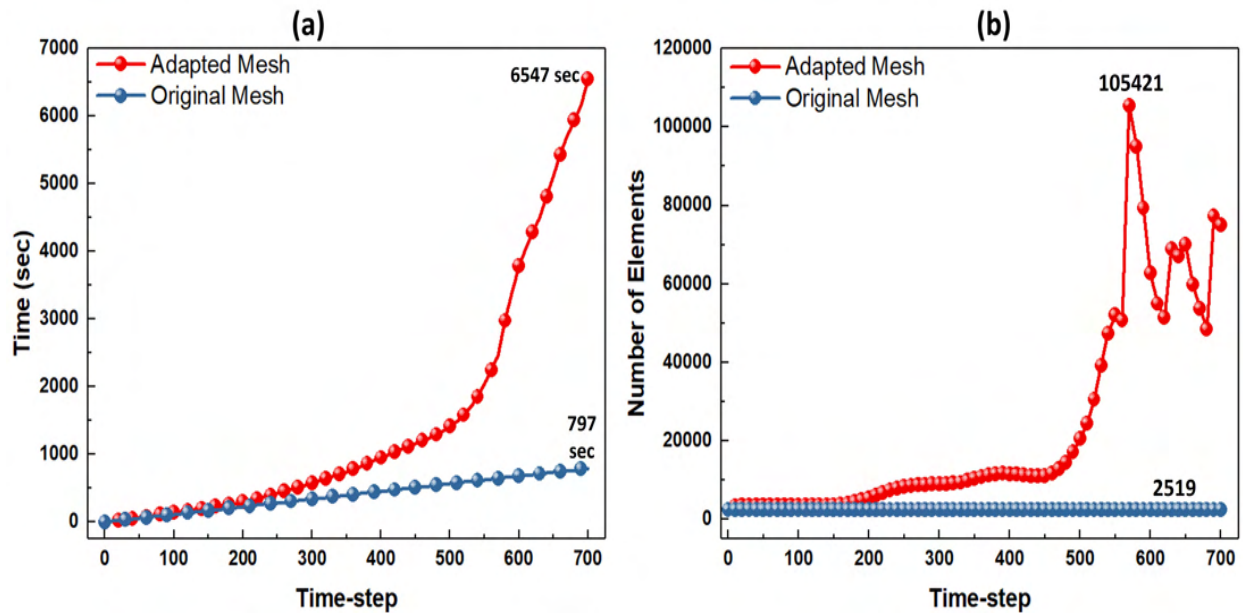 (a)
7000
6000
5000
4000
3000
2000
1000
0
Time (sec)
Adapted Mesh
Original Mesh
6547 sec
797
sec
0 100 200 300 400 500 600 700
Time-step
(b)
120000
100000
80000
60000
40000
20000
0
Number of Elements
Adapted Mesh
Original Mesh
105421
2519
0 100 200 300 400 500 600 700
Time-step